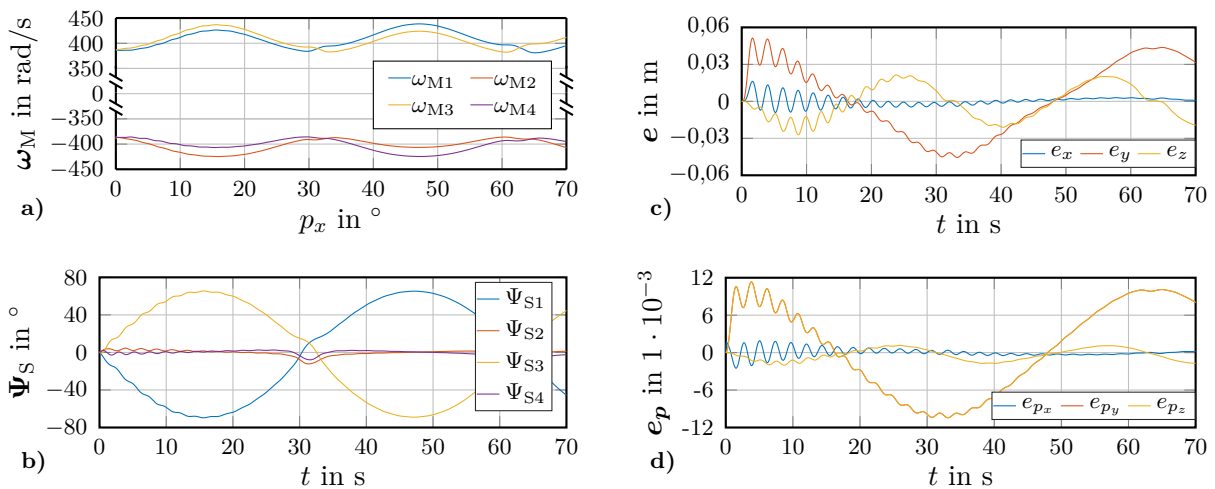 450
400
350
0
−350
−400
−450
ω_M in rad/s
ω_M1 ω_M2
ω_M3 ω_M4
0 10 20 30 40 50 60 70
p_x in °
a)
0,06
0,03
0
−0,03
−0,06
e in m
e_x e_y e_z
0 10 20 30 40 50 60 70
t in s
c)
80
40
0
−40
−80
Ψ_S in °
Ψ_S1
Ψ_S2
Ψ_S3
Ψ_S4
0 10 20 30 40 50 60 70
t in s
b)
12
6
0
-6
-12
e_p in 1 · 10^−3
e_p_x e_p_y e_p_z
0 10 20 30 40 50 60 70
t in s
d)